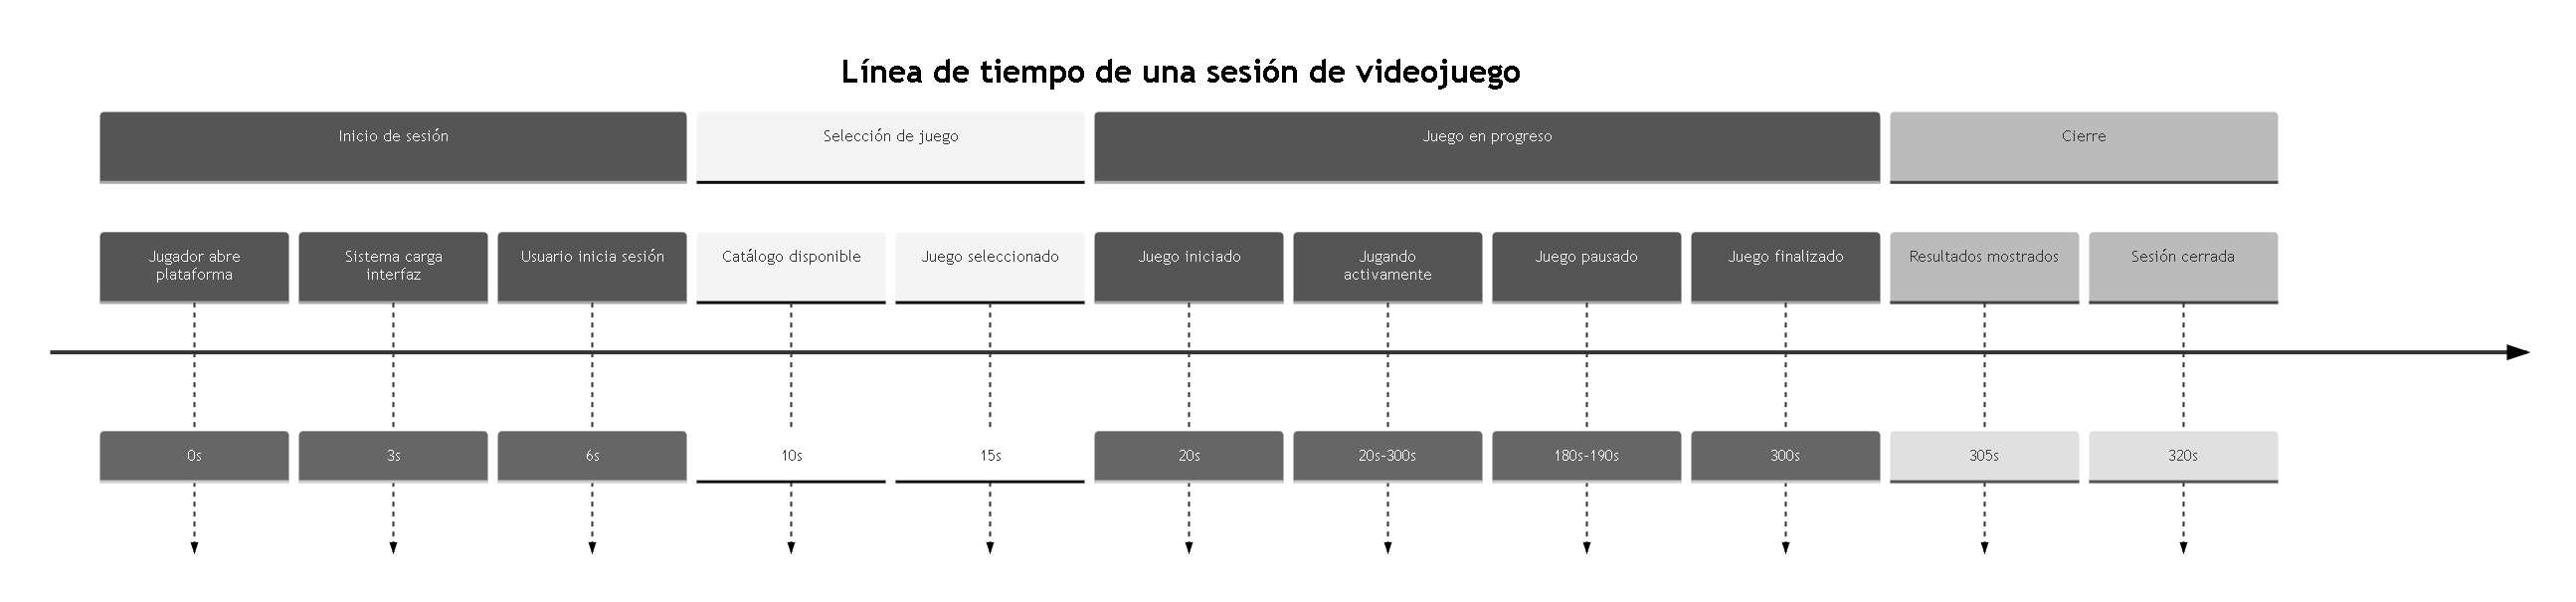 Línea de tiempo de una sesión de videojuego
Inicio de sesión
Selección de juego
Juego en progreso
Cierre
Jugador abre
plataforma
Sistema carga
interfaz
Usuario inicia sesión
Catálogo disponible
Juego seleccionado
Juego iniciado
Jugando
activamente
Juego pausado
Juego finalizado
Resultados mostrados
Sesión cerrada
0s
3s
6s
10s
15s
20s
20s-300s
180s-190s
300s
305s
320s